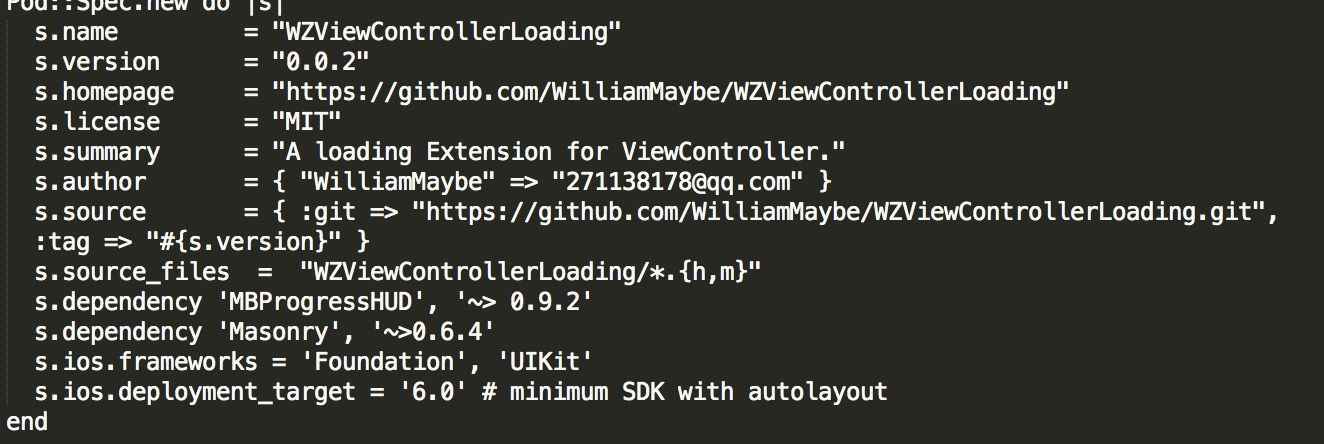 Pod::Spec.new do |s|
  s.name         = "WZViewControllerLoading"
  s.version      = "0.0.2"
  s.homepage     = "https://github.com/WilliamMaybe/WZViewControllerLoading"
  s.license      = "MIT"
  s.summary      = "A loading Extension for ViewController."
  s.author       = { "WilliamMaybe" => "271138178@qq.com" }
  s.source       = { :git => "https://github.com/WilliamMaybe/WZViewControllerLoading.git",
  :tag => "#{s.version}" }
  s.source_files  =  "WZViewControllerLoading/*.{h,m}"
  s.dependency 'MBProgressHUD', '~> 0.9.2'
  s.dependency 'Masonry', '~>0.6.4'
  s.ios.frameworks = 'Foundation', 'UIKit'
  s.ios.deployment_target = '6.0' # minimum SDK with autolayout
end